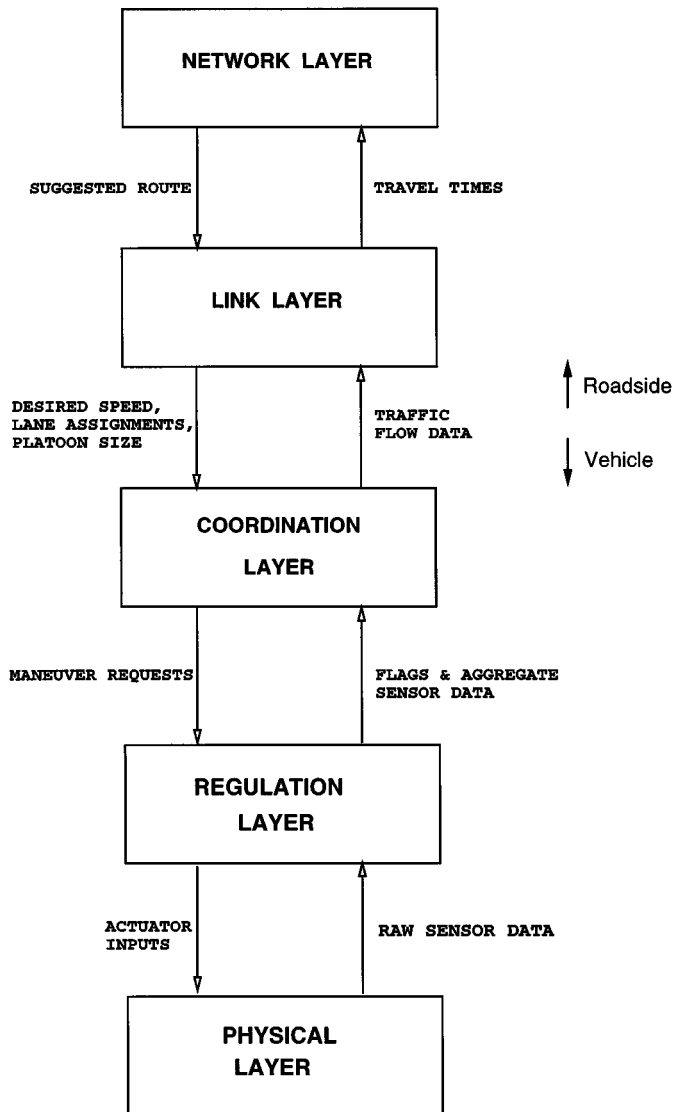 NETWORK LAYER
SUGGESTED ROUTE
TRAVEL TIMES
LINK LAYER
DESIRED SPEED,
LANE ASSIGNMENTS,
PLATOON SIZE
TRAFFIC
FLOW DATA
Roadside
Vehicle
COORDINATION
LAYER
MANEUVER REQUESTS
FLAGS & AGGREGATE
SENSOR DATA
REGULATION
LAYER
ACTUATOR
INPUTS
RAW SENSOR DATA
PHYSICAL
LAYER